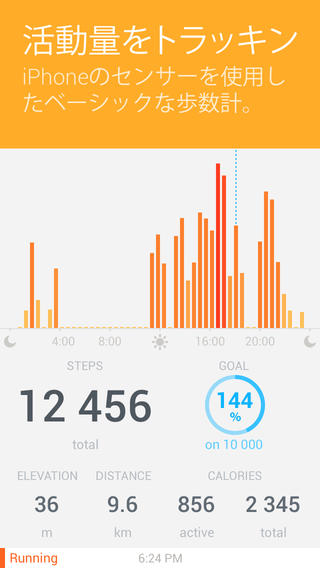 活動量をトラッキン
iPhoneのセンサーを使用し
たベーシックな歩数計。
4:00 8:00 16:00 20:00
STEPS GOAL
12 456 144 %
total on 10 000
ELEVATION DISTANCE CALORIES
36 9.6 856 2 345
m km active total
Running 6:24 PM